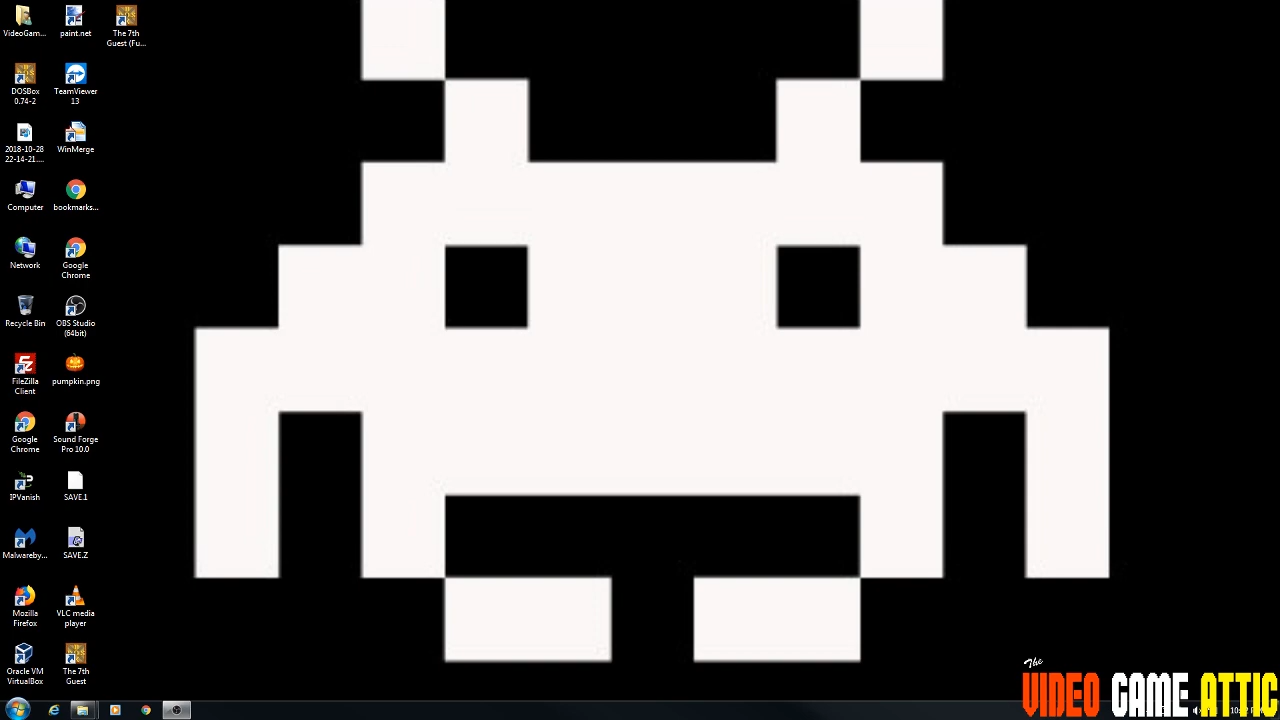 VideoGam...
paint.net
The 7th
Guest (Fu...
DOSBox
0.74-2
TeamViewer
13
2018-10-28
22-14-21....
WinMerge
Computer
bookmarks...
Network
Google
Chrome
Recycle Bin
OBS Studio
(64bit)
FileZilla
Client
pumpkin.png
Google
Chrome
Sound Forge
Pro 10.0
IPVanish
SAVE.1
Malwareby...
SAVE.Z
Mozilla
Firefox
VLC media
player
Oracle VM
VirtualBox
The 7th
Guest
The
VIDEO GAME ATTIC